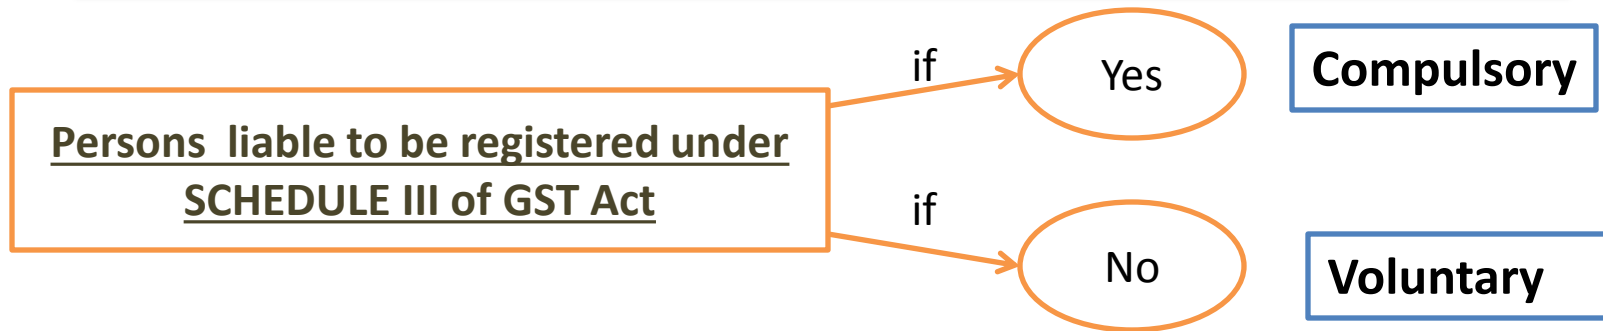 if
Yes
Compulsory
Persons liable to be registered under
SCHEDULE III of GST Act
if
No
Voluntary